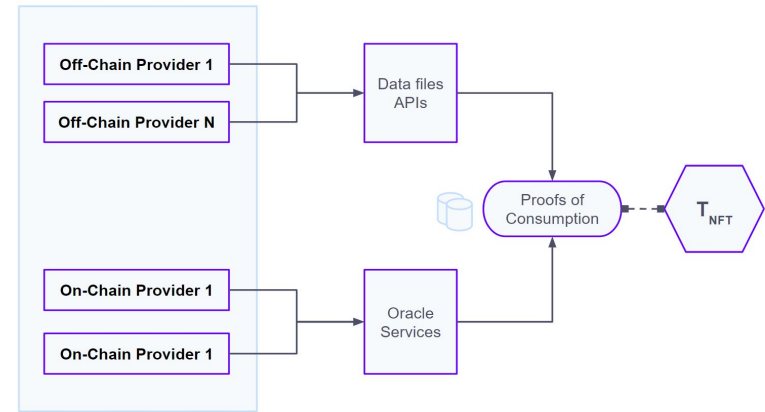 Off-Chain Provider 1
Off-Chain Provider N
Data files
APIs
Proofs of
Consumption
T NFT
On-Chain Provider 1
On-Chain Provider 1
Oracle
Services